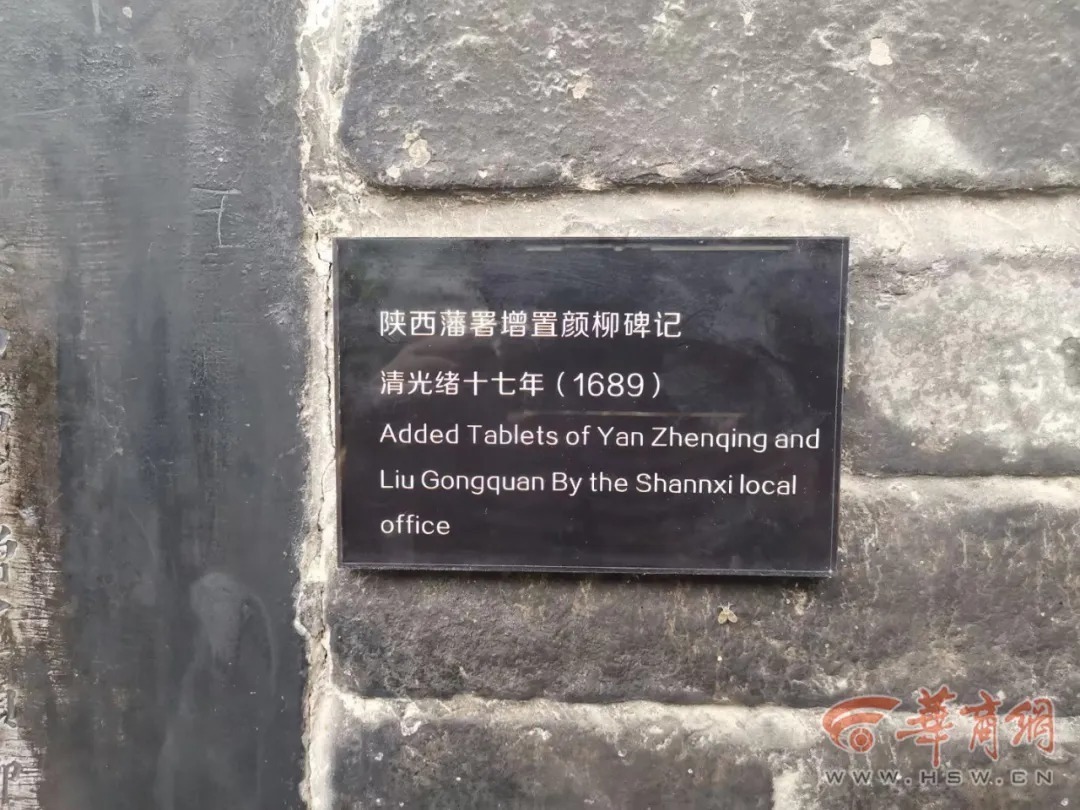 陕西藩署增置颜柳碑记
清光绪十七年（1689）
Added Tablets of Yan Zhenqing and
Liu Gongquan By the Shannxi local
office
華商網
WWW.HSW.CN